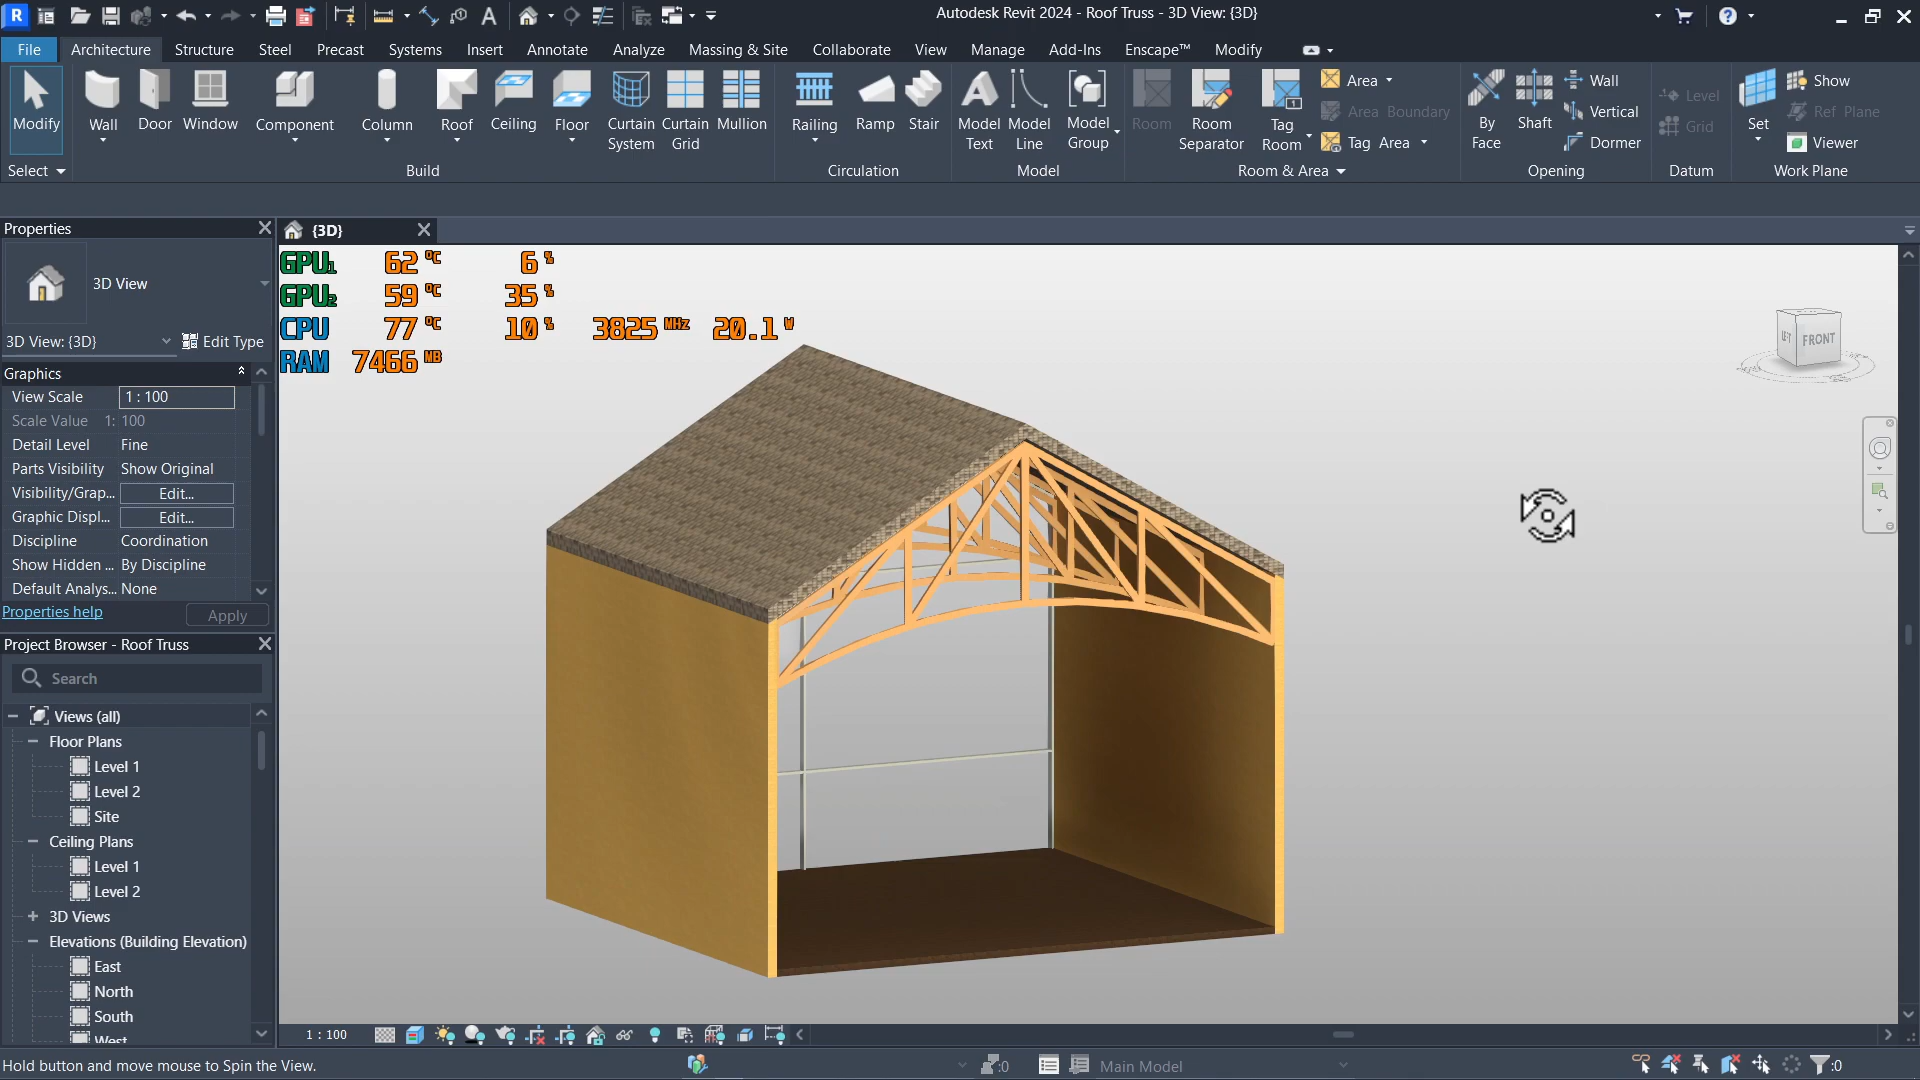 Autodesk Revit 2024 - Roof Truss - 3D View: {3D}
File Architecture Structure Steel Precast Systems Insert Annotate Analyze Massing & Site Collaborate View Manage Add-Ins Enscape™ Modify
Modify Wall Door Window Component Column Roof Ceiling Floor Curtain System Curtain Grid Mullion Railing Ramp Stair Model Text Model Line Model Group Room Room Separator Tag Room
Area
Area Boundary
Tag Area
By Face Shaft
Wall
Vertical
Dormer
Level
Grid
Set
Show
Ref Plane
Viewer
Select Build Circulation Model Room & Area Opening Datum Work Plane
Properties
{3D}
3D View
3D View: {3D} Edit Type
Graphics
View Scale 1 : 100
Scale Value 1: 100
Detail Level Fine
Parts Visibility Show Original
Visibility/Grap... Edit...
Graphic Displ... Edit...
Discipline Coordination
Show Hidden ... By Discipline
Default Analys... None
Properties help Apply
Project Browser - Roof Truss
Search
Views (all)
Floor Plans
Level 1
Level 2
Site
Ceiling Plans
Level 1
Level 2
3D Views
Elevations (Building Elevation)
East
North
South
West
GPU1 62 °C 6 %
GPU2 59 °C 35 %
CPU 77 °C 10 % 3825 MHz 20.1 W
RAM 7466 MB
LEFT FRONT
1 : 100
Hold button and move mouse to Spin the View.
:0
Main Model
:0